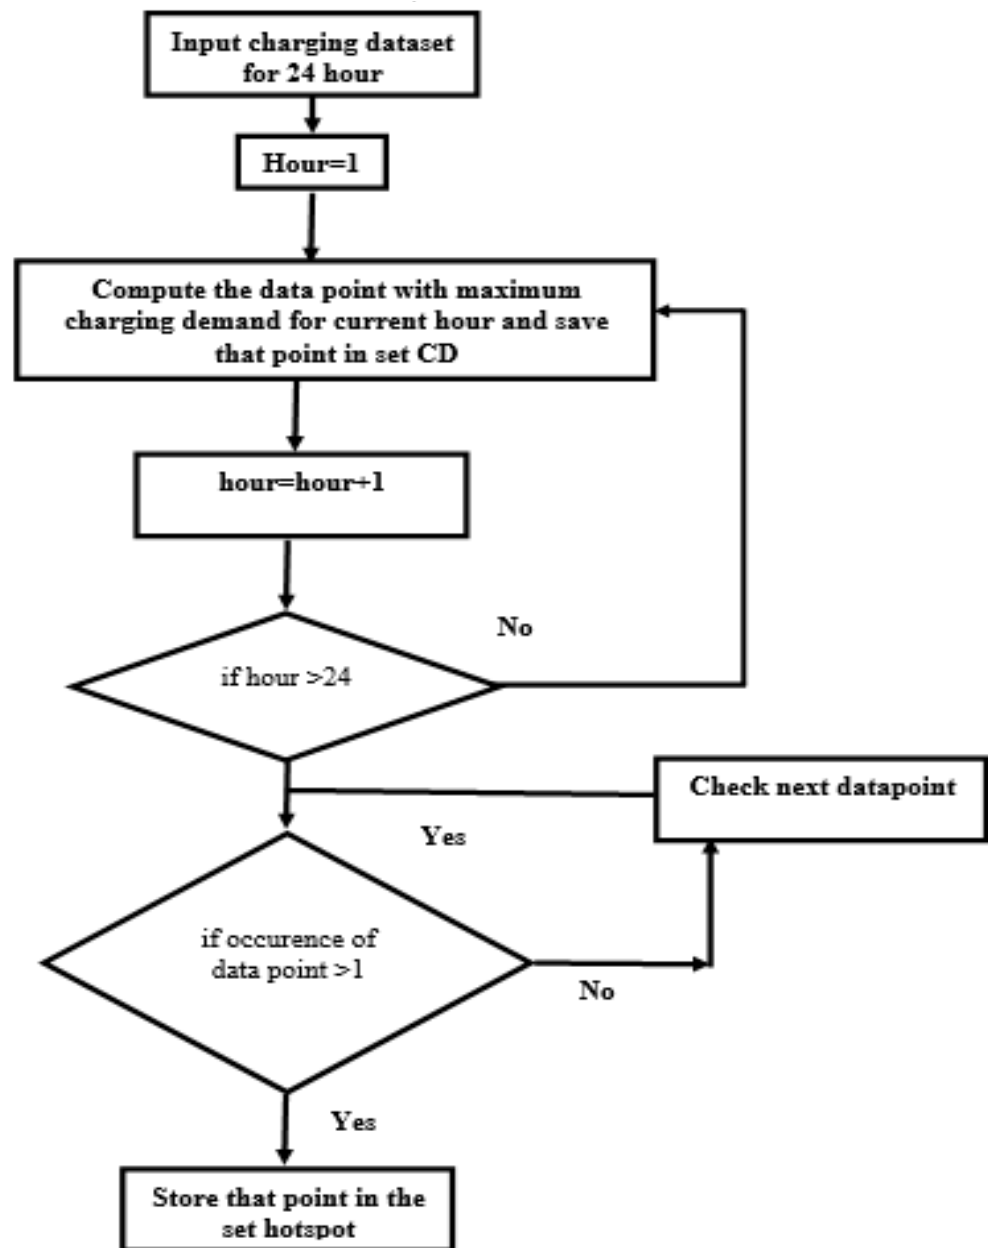 Input charging dataset
for 24 hour
Hour=1
Compute the data point with maximum
charging demand for current hour and save
that point in set CD
hour=hour+1
No
if hour >24
Check next datapoint
Yes
if occurence of
data point >1
No
Yes
Store that point in the
set hotspot